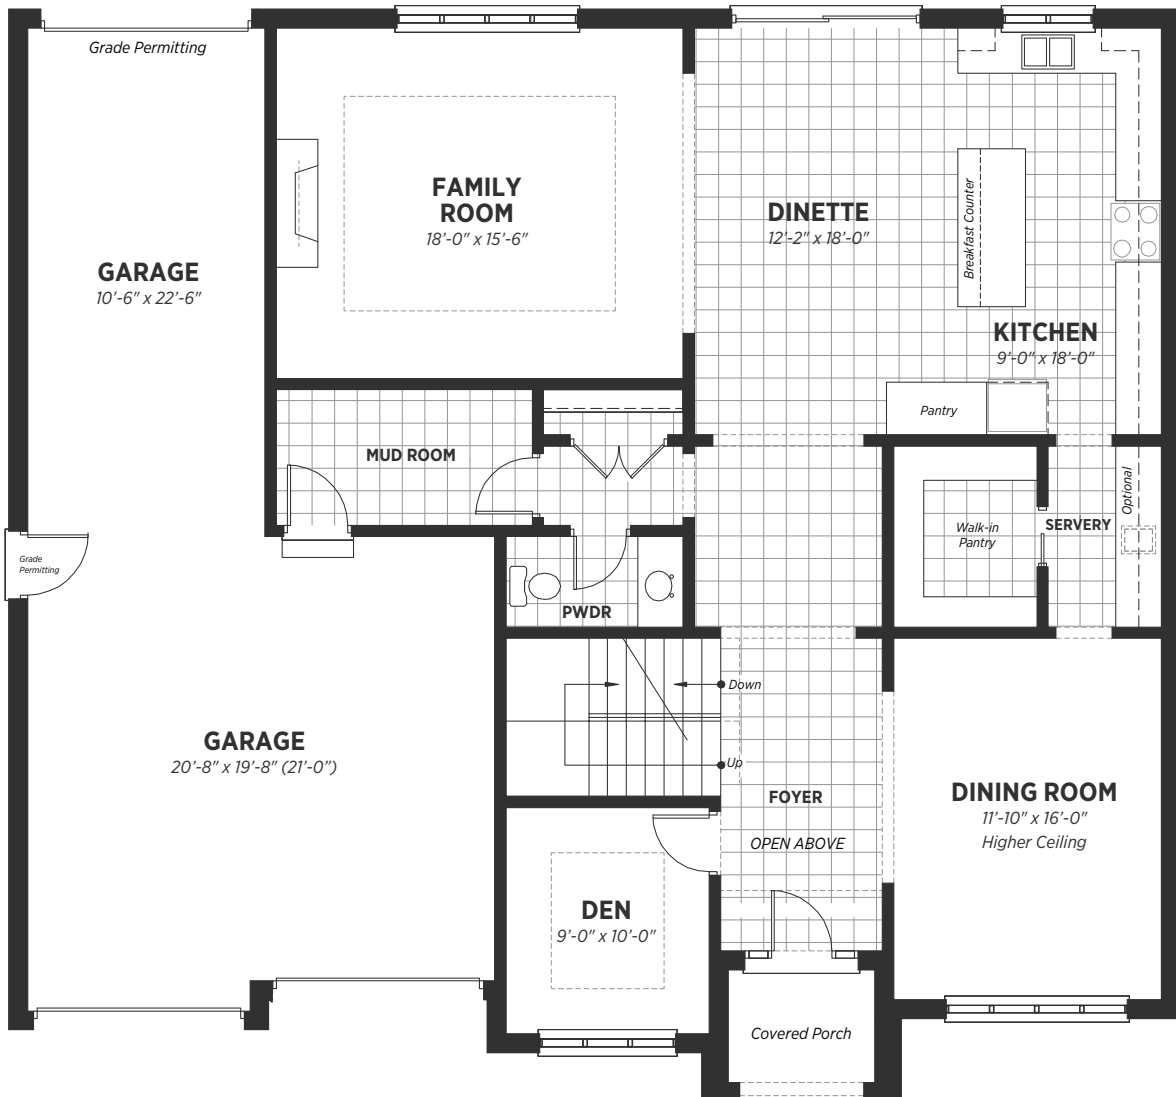 Grade Permitting
FAMILY
ROOM
18'-0" x 15'-6"
DINETTE
12'-2" x 18'-0"
Breakfast Counter
GARAGE
10'-6" x 22'-6"
KITCHEN
9'-0" x 18'-0"
Pantry
MUD ROOM
Optional
Walk-in
Pantry
SERVERY
Grade
Permitting
PWDR
Down
Up
GARAGE
20'-8" x 19'-8" (21'-0")
FOYER
OPEN ABOVE
DINING ROOM
11'-10" x 16'-0"
Higher Ceiling
DEN
9'-0" x 10'-0"
Covered Porch